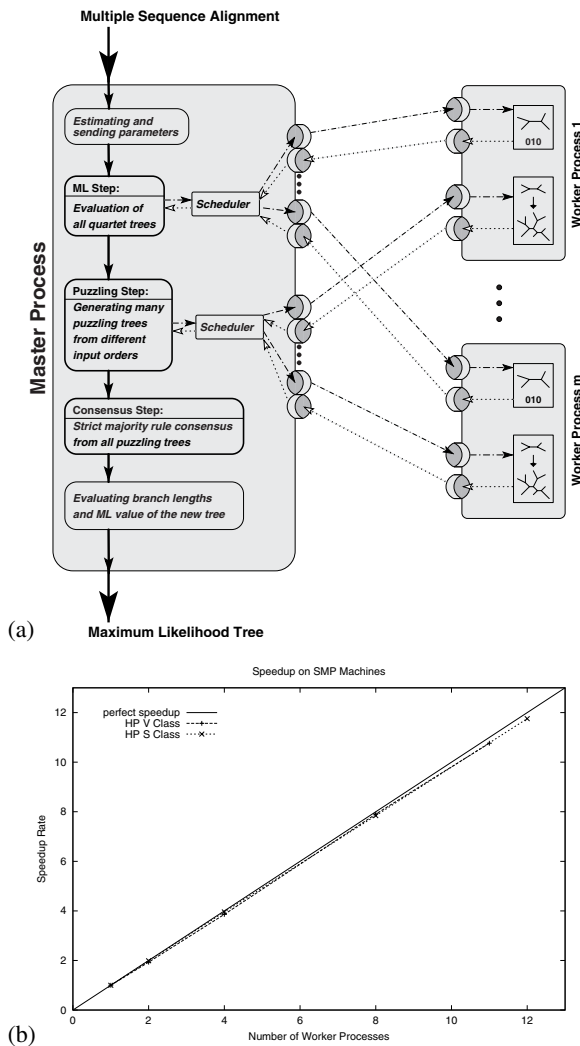 Multiple Sequence Alignment
Master Process
Estimating and
sending parameters
ML Step:
Evaluation of
all quartet trees
Scheduler
Puzzling Step:
Generating many
puzzling trees
from different
input orders
Scheduler
Consensus Step:
Strict majority rule consensus
from all puzzling trees
Evaluating branch lengths
and ML value of the new tree
Maximum Likelihood Tree
010
Worker Process 1
010
Worker Process m
(a)
Speedup on SMP Machines
perfect speedup
HP V Class
HP S Class
Speedup Rate
12
10
8
6
4
2
0
0 2 4 6 8 10 12
Number of Worker Processes
(b)